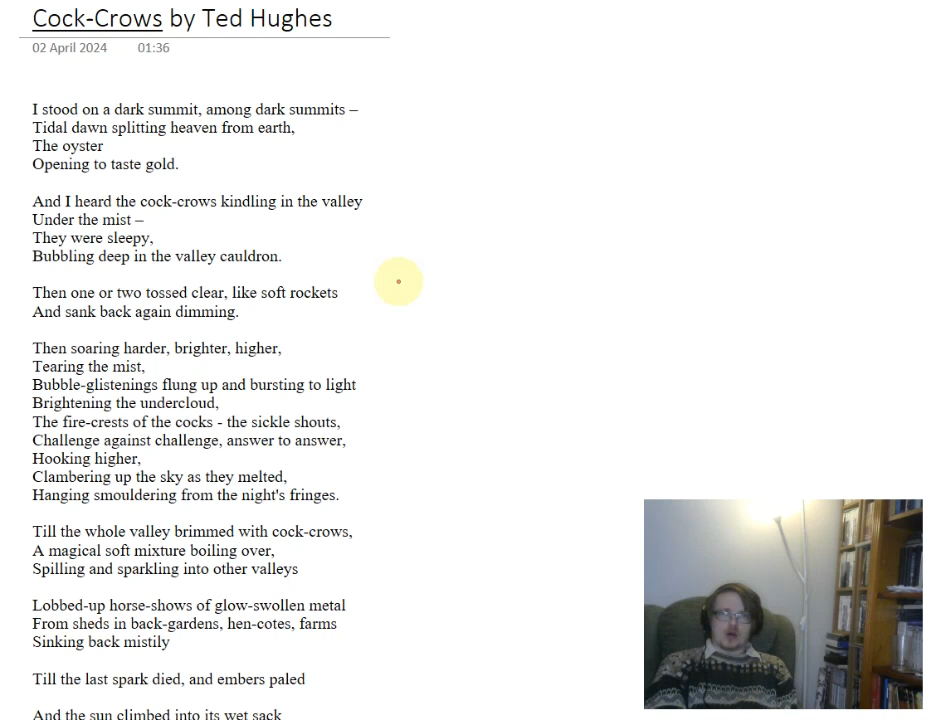 Cock-Crows by Ted Hughes
02 April 2024 01:36
I stood on a dark summit, among dark summits –
Tidal dawn splitting heaven from earth,
The oyster
Opening to taste gold.
And I heard the cock-crows kindling in the valley
Under the mist –
They were sleepy,
Bubbling deep in the valley cauldron.
Then one or two tossed clear, like soft rockets
And sank back again dimming.
Then soaring harder, brighter, higher,
Tearing the mist,
Bubble-glistenings flung up and bursting to light
Brightening the undercloud,
The fire-crests of the cocks - the sickle shouts,
Challenge against challenge, answer to answer,
Hooking higher,
Clambering up the sky as they melted,
Hanging smouldering from the night's fringes.
Till the whole valley brimmed with cock-crows,
A magical soft mixture boiling over,
Spilling and sparkling into other valleys
Lobbed-up horse-shows of glow-swollen metal
From sheds in back-gardens, hen-cotes, farms
Sinking back mistily
Till the last spark died, and embers paled
And the sun climbed into its wet sack